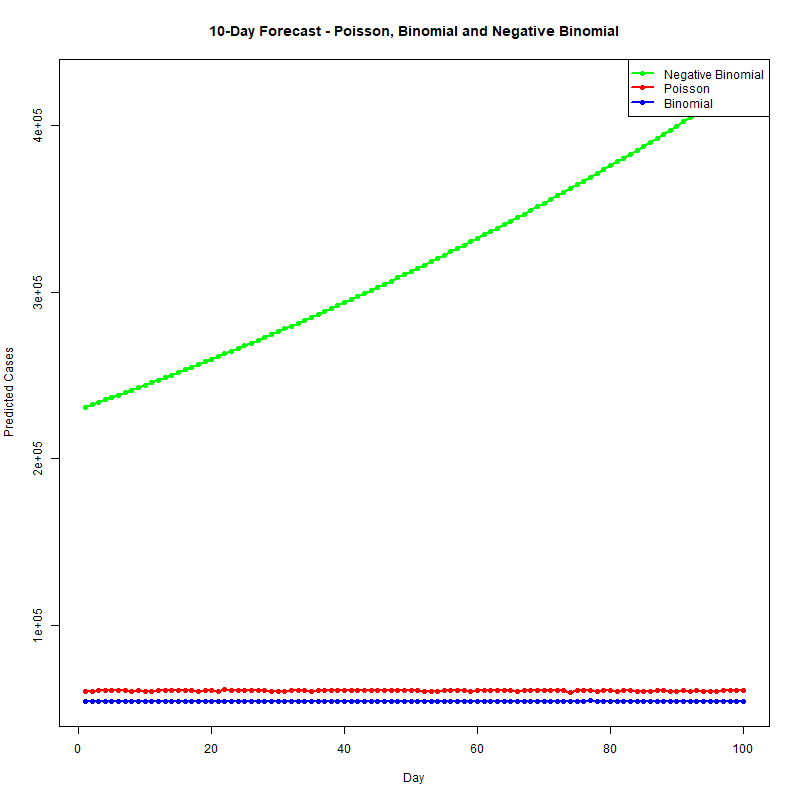 10-Day Forecast - Poisson, Binomial and Negative Binomial
Negative Binomial
Poisson
Binomial
4e+05
3e+05
2e+05
1e+05
Predicted Cases
0 20 40 60 80 100
Day